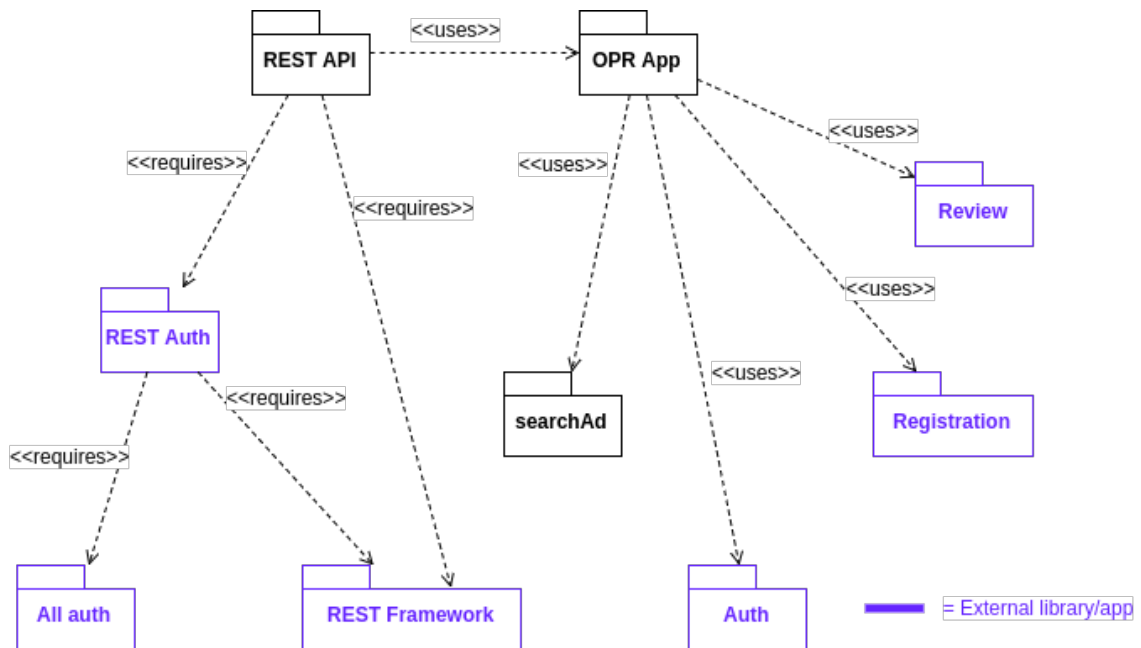 <<uses>>
REST API
OPR App
<<uses>>
<<requires>>
<<uses>>
<<requires>>
Review
<<uses>>
REST Auth
<<uses>>
<<requires>>
searchAd
Registration
<<requires>>
All auth
REST Framework
Auth
= External library/app